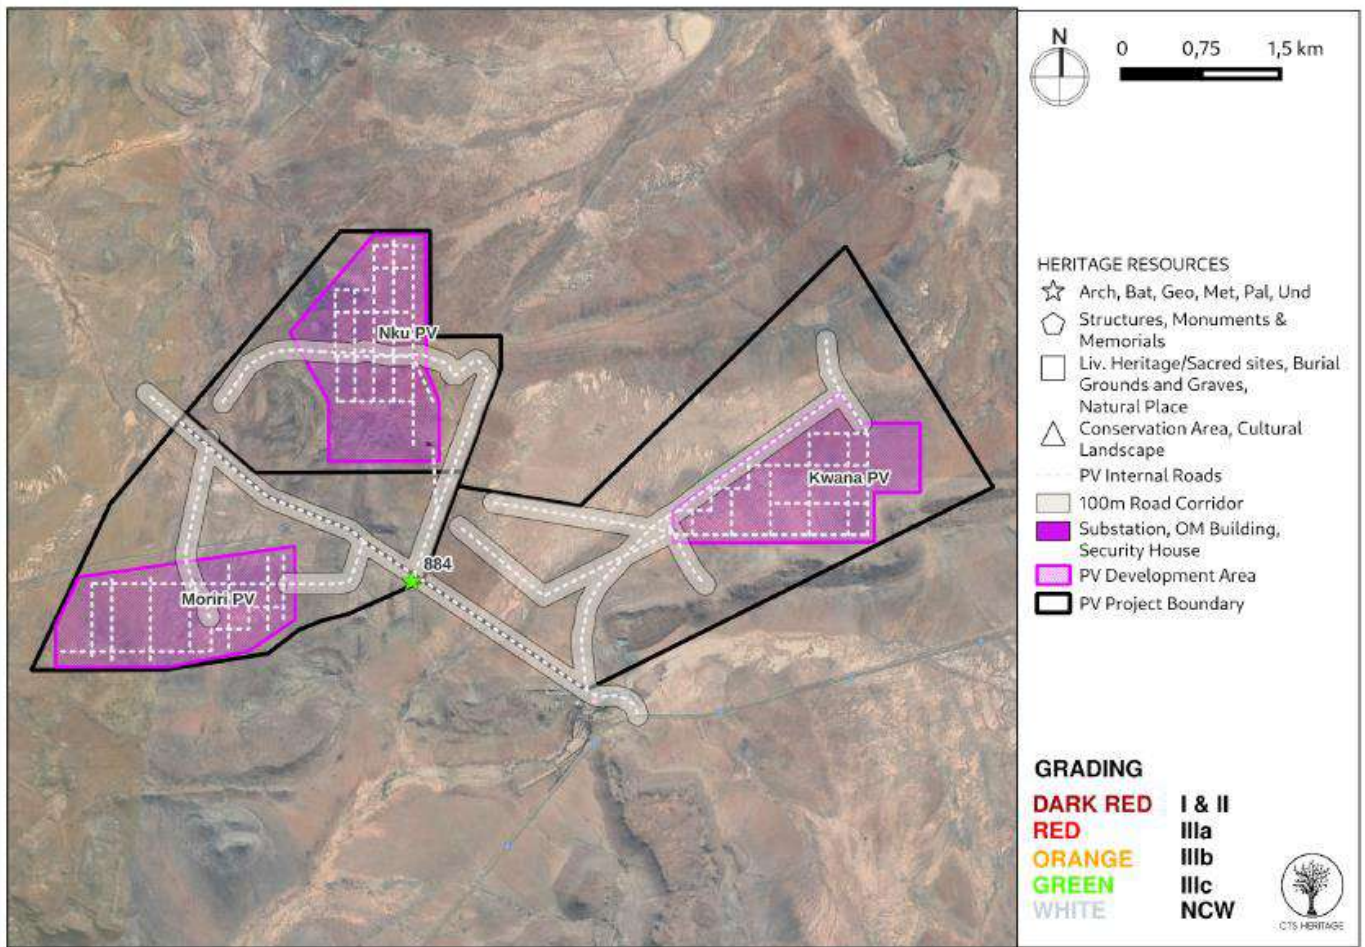 Nku PV
Kwana PV
884
Moriri PV
N
0 0,75 1,5 km
HERITAGE RESOURCES
Arch, Bat, Geo, Met, Pal, Und
Structures, Monuments &
Memorials
Liv. Heritage/Sacred sites, Burial
Grounds and Graves,
Natural Place
Conservation Area, Cultural
Landscape
PV Internal Roads
100m Road Corridor
Substation, OM Building,
Security House
PV Development Area
PV Project Boundary
GRADING
DARK RED I & II
RED IIIa
ORANGE IIIb
GREEN IIIc
WHITE NCW
CTS HERITAGE